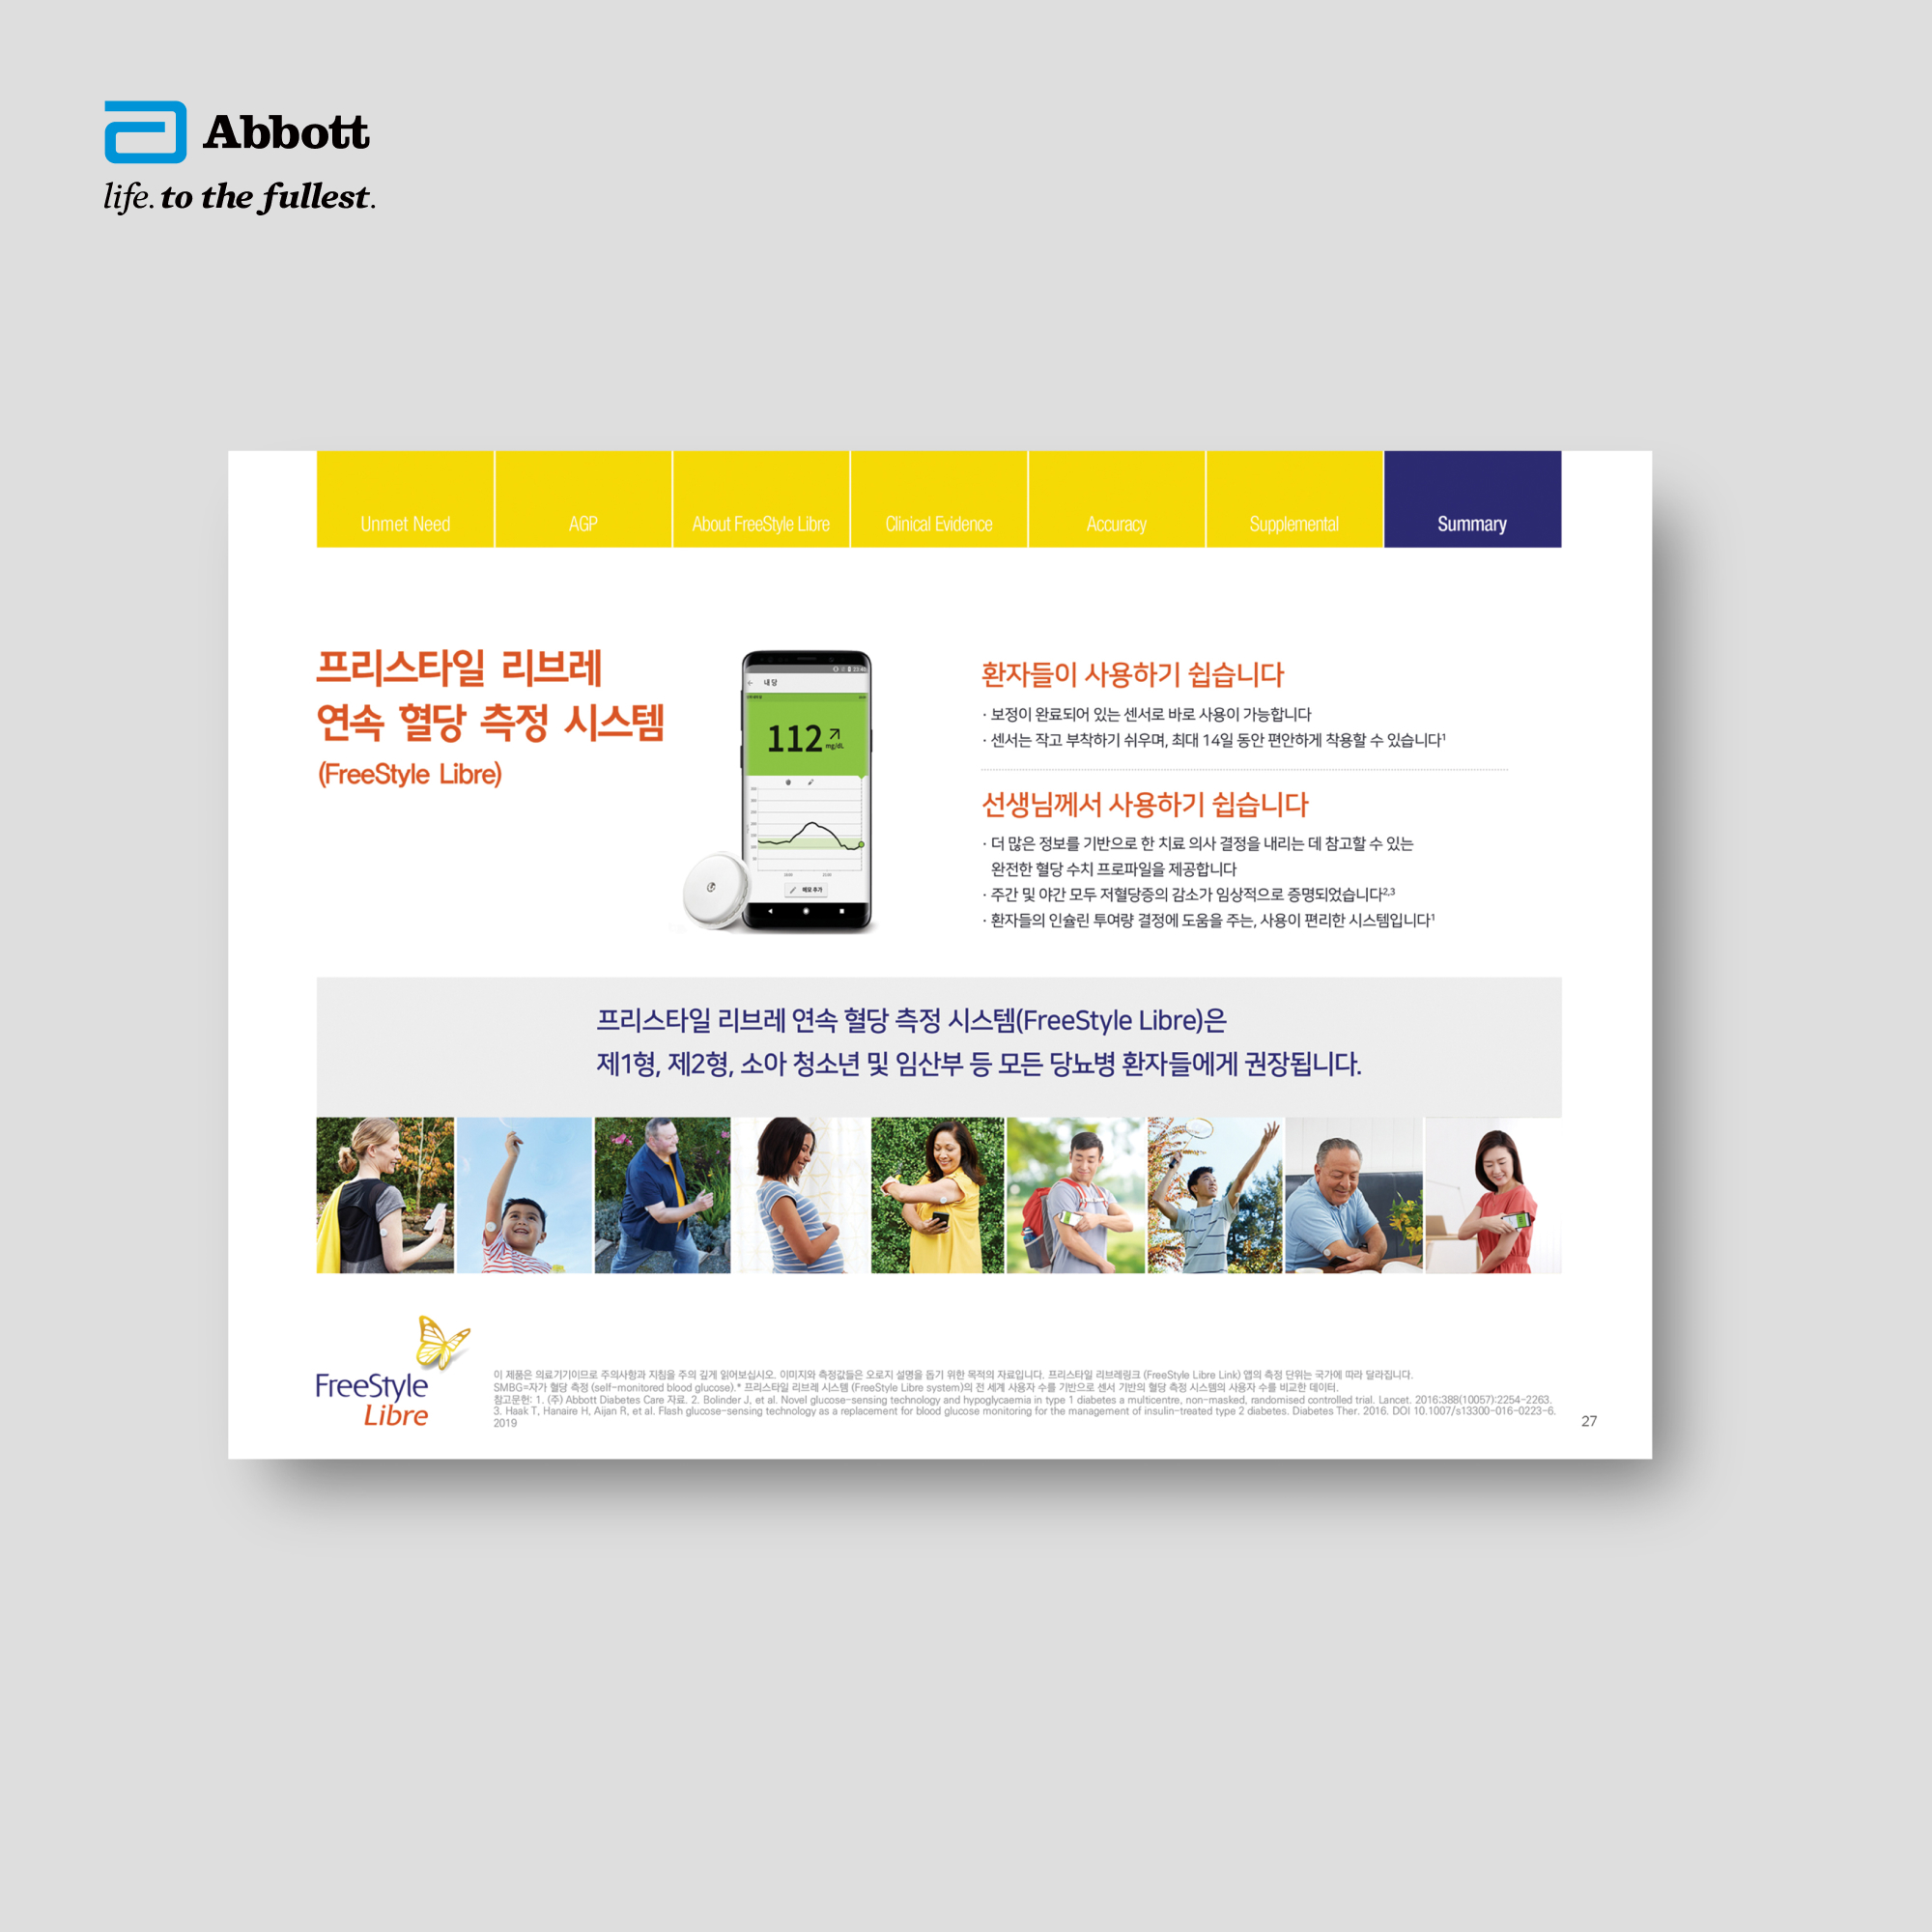 Abbott
life. to the fullest.
Unmet Need
AGP
About FreeStyle Libre
Clinical Evidence
Accuracy
Supplemental
Summary
프리스타일 리브레
연속 혈당 측정 시스템
(FreeStyle Libre)
내 당
112 mg/dL
메모 추가
환자들이 사용하기 쉽습니다
· 보정이 완료되어 있는 센서로 바로 사용이 가능합니다
· 센서는 작고 부착하기 쉬우며, 최대 14일 동안 편안하게 착용할 수 있습니다¹
선생님께서 사용하기 쉽습니다
· 더 많은 정보를 기반으로 한 치료 의사 결정을 내리는 데 참고할 수 있는
완전한 혈당 수치 프로파일을 제공합니다
· 주간 및 야간 모두 저혈당증의 감소가 임상적으로 증명되었습니다²,³
· 환자들의 인슐린 투여량 결정에 도움을 주는, 사용이 편리한 시스템입니다¹
프리스타일 리브레 연속 혈당 측정 시스템(FreeStyle Libre)은
제1형, 제2형, 소아 청소년 및 임산부 등 모든 당뇨병 환자들에게 권장됩니다.
FreeStyle
Libre
이 제품은 의료기기이므로 주의사항과 지침을 주의 깊게 읽어보십시오. 이미지와 측정값들은 오로지 설명을 돕기 위한 목적의 자료입니다. 프리스타일 리브레링크 (FreeStyle Libre Link) 앱의 측정 단위는 국가에 따라 달라집니다.
SMBG=자가 혈당 측정 (self-monitored blood glucose).* 프리스타일 리브레 시스템 (FreeStyle Libre system)의 전 세계 사용자 수를 기반으로 센서 기반의 혈당 측정 시스템의 사용자 수를 비교한 데이터.
참고문헌: 1. (주) Abbott Diabetes Care 자료. 2. Bolinder J, et al. Novel glucose-sensing technology and hypoglycaemia in type 1 diabetes a multicentre, non-masked, randomised controlled trial. Lancet. 2016;388(10057):2254-2263.
3. Haak T, Hanaire H, Aijan R, et al. Flash glucose-sensing technology as a replacement for blood glucose monitoring for the management of insulin-treated type 2 diabetes. Diabetes Ther. 2016. DOI 10.1007/s13300-016-0223-6.
2019
27